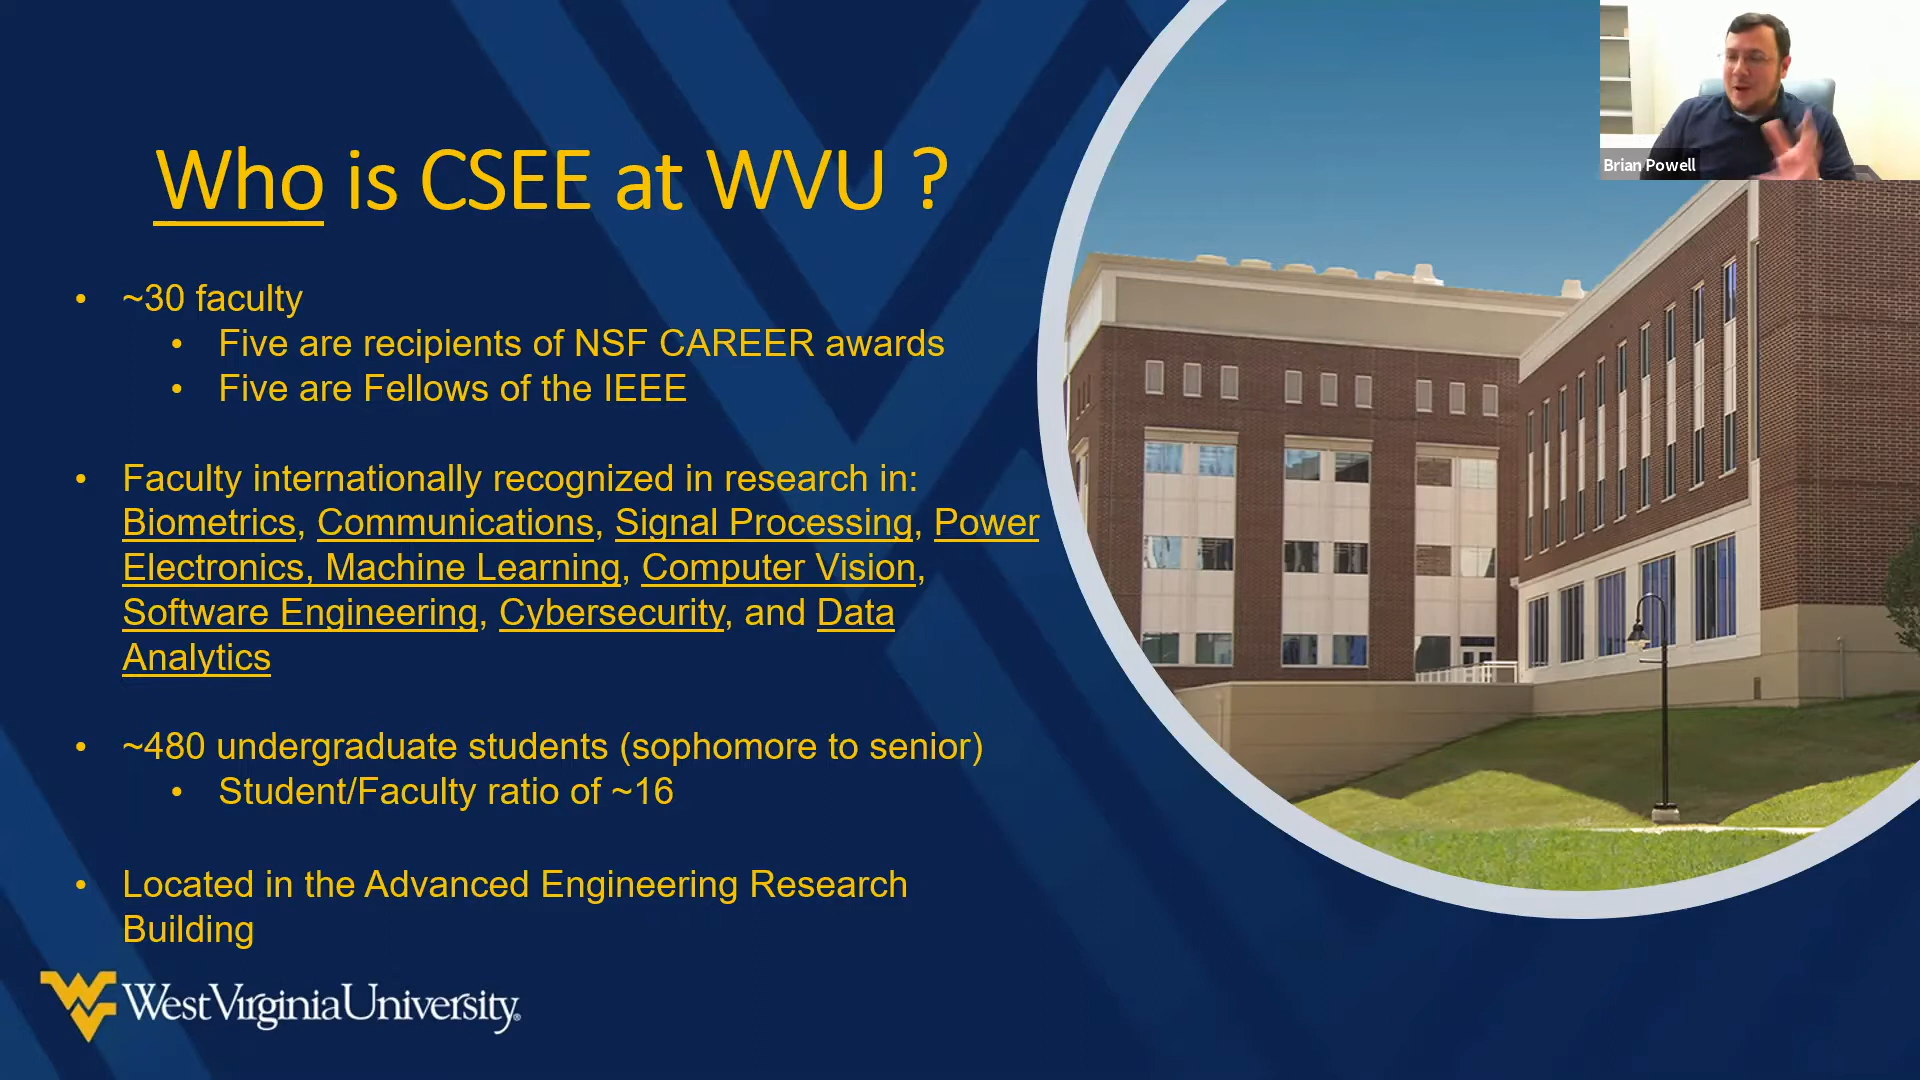 Who is CSEE at WVU ?
Brian Powell
• ~30 faculty
• Five are recipients of NSF CAREER awards
• Five are Fellows of the IEEE
• Faculty internationally recognized in research in:
Biometrics, Communications, Signal Processing, Power
Electronics, Machine Learning, Computer Vision,
Software Engineering, Cybersecurity, and Data
Analytics
• ~480 undergraduate students (sophomore to senior)
• Student/Faculty ratio of ~16
• Located in the Advanced Engineering Research
Building
WestVirginiaUniversity®